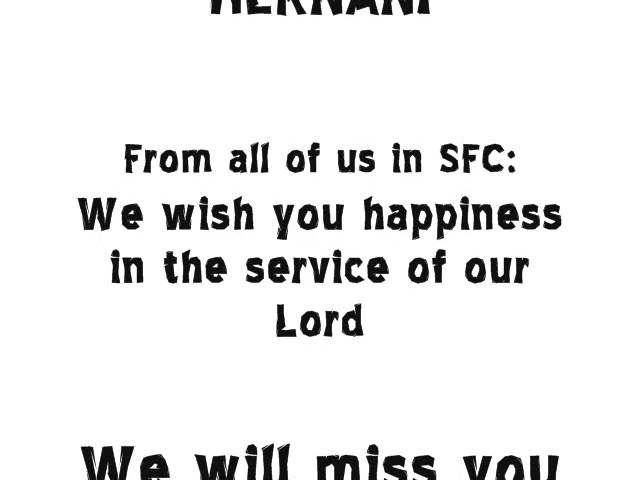 HERNANI
From all of us in SFC:
We wish you happiness
in the service of our
Lord
We will miss you